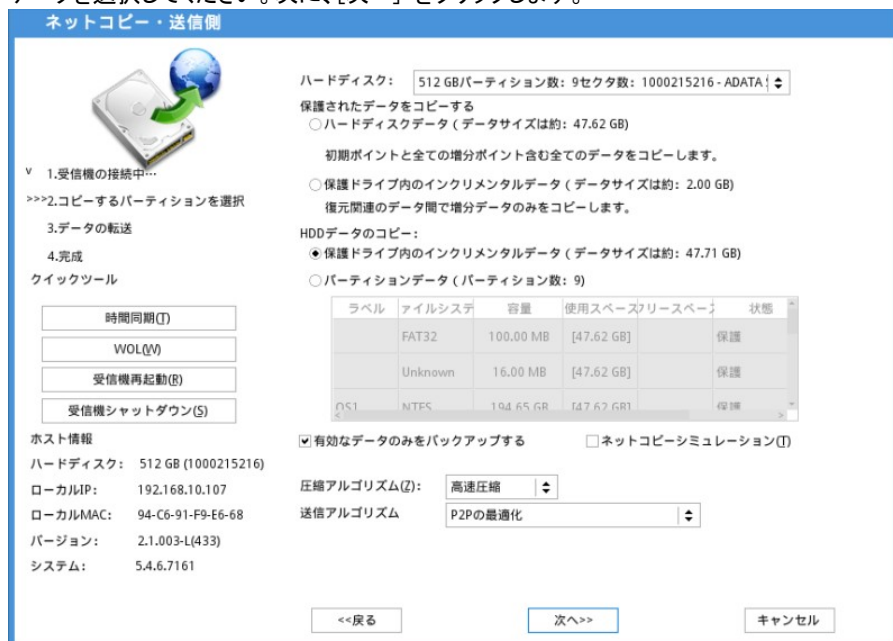 ネットコピー・送信側
v 1.受信機の接続中…
>>>2.コピーするパーティションを選択
3.データの転送
4.完成
クイックツール
時間同期(T)
WOL(W)
受信機再起動(R)
受信機シャットダウン(S)
ホスト情報
ハードディスク: 512 GB (1000215216)
ローカルIP: 192.168.10.107
ローカルMAC: 94-C6-91-F9-E6-68
バージョン: 2.1.003-L(433)
システム: 5.4.6.7161
ハードディスク: 512 GBパーティション数: 9セクタ数: 1000215216 - ADATA
保護されたデータをコピーする
ハードディスクデータ ( データサイズは約: 47.62 GB)
初期ポイントと全ての増分ポイント含む全てのデータをコピーします。
保護ドライブ内のインクリメンタルデータ ( データサイズは約: 2.00 GB)
復元関連のデータ間で増分データのみをコピーします。
HDDデータのコピー:
保護ドライブ内のインクリメンタルデータ ( データサイズは約: 47.71 GB)
パーティションデータ ( パーティション数: 9)
ラベル ァイルシステ 容量 使用スペース フリースペース 状態
FAT32 100.00 MB [47.62 GB] 保護
Unknown 16.00 MB [47.62 GB] 保護
OS1 NTFS 194.65 GB [47.62 GB] 保護
有効なデータのみをバックアップする ネットコピーシミュレーション(T)
圧縮アルゴリズム(Z): 高速圧縮
送信アルゴリズム P2Pの最適化
<<戻る 次へ>> キャンセル